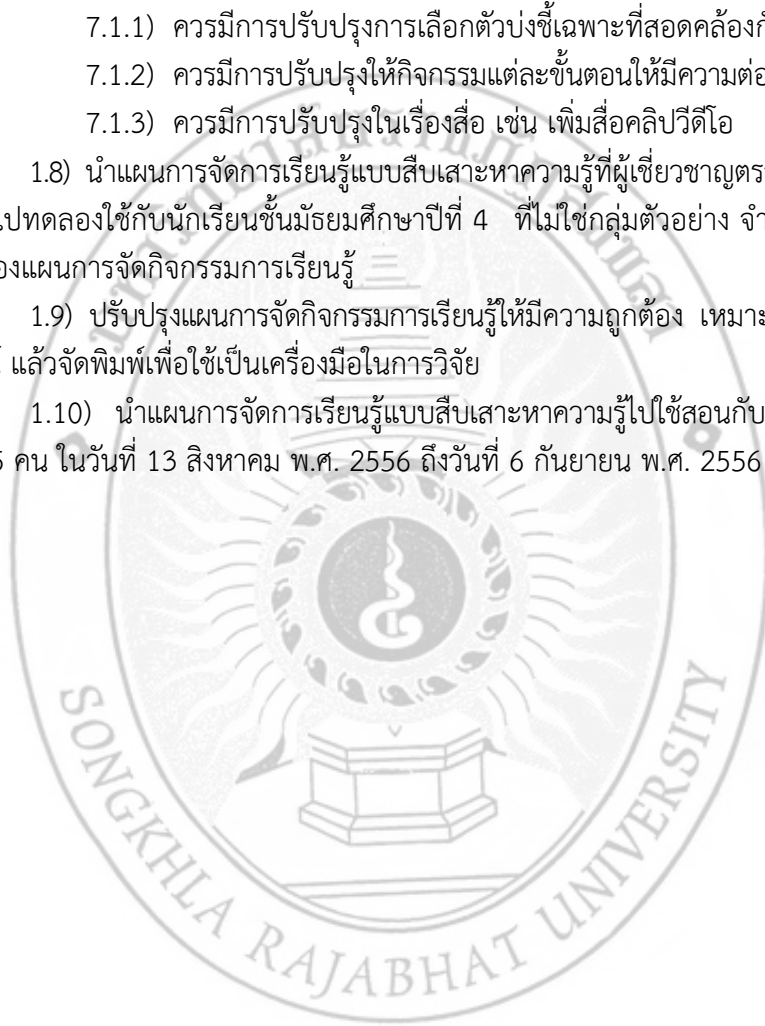 7.1.1) ควรมีการปรับปรุงการเลือกตัวบ่งชี้เฉพาะที่สอดคล้อง
7.1.2) ควรมีการปรับปรุงให้กิจกรรมแต่ละขั้นตอนให้มีความต่อ
7.1.3) ควรมีการปรับปรุงในเรื่องสื่อ เช่น เพิ่มสื่อคลิปวีดีโอ
1.8) นำแผนการจัดการเรียนรู้แบบสืบเสาะหาความรู้ที่ผู้เชี่ยวชาญตร
ปทดลองใช้กับนักเรียนชั้นมัธยมศึกษาปีที่ 4 ที่ไม่ใช่กลุ่มตัวอย่าง จำ
องแผนการจัดกิจกรรมการเรียนรู้
1.9) ปรับปรุงแผนการจัดกิจกรรมการเรียนรู้ให้มีความถูกต้อง เหมาะ
แล้วจัดพิมพ์เพื่อใช้เป็นเครื่องมือในการวิจัย
1.10) นำแผนการจัดการเรียนรู้แบบสืบเสาะหาความรู้ไปใช้สอนกับ
คน ในวันที่ 13 สิงหาคม พ.ศ. 2556 ถึงวันที่ 6 กันยายน พ.ศ. 2556
SONGKHLA RAJABHAT UNIVERSITY